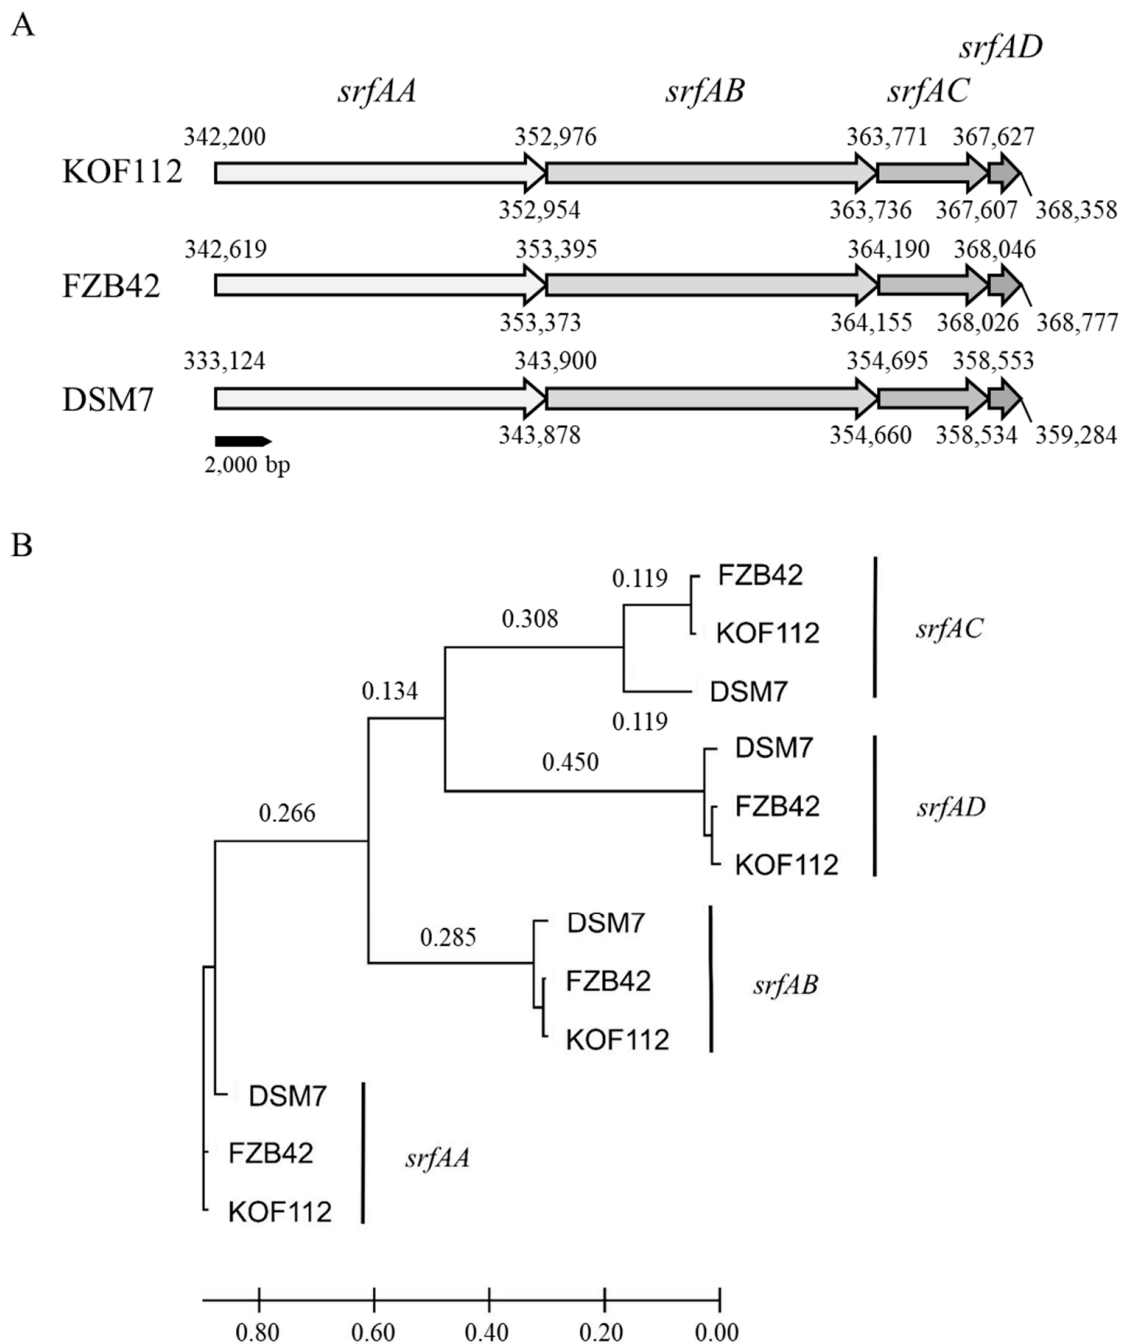 A
srfAD
srfAA srfAB srfAC
342,200 352,976 363,771 367,627
KOF112
352,954 363,736 367,607 368,358
342,619 353,395 364,190 368,046
FZB42
353,373 364,155 368,026 368,777
333,124 343,900 354,695 358,553
DSM7
343,878 354,660 358,534 359,284
2,000 bp
B
0.119 FZB42
0.308
KOF112 srfAC
0.134 DSM7
0.119
DSM7
0.450
0.266 FZB42 srfAD
KOF112
DSM7
0.285
FZB42 srfAB
KOF112
DSM7
FZB42 srfAA
KOF112
0.80 0.60 0.40 0.20 0.00